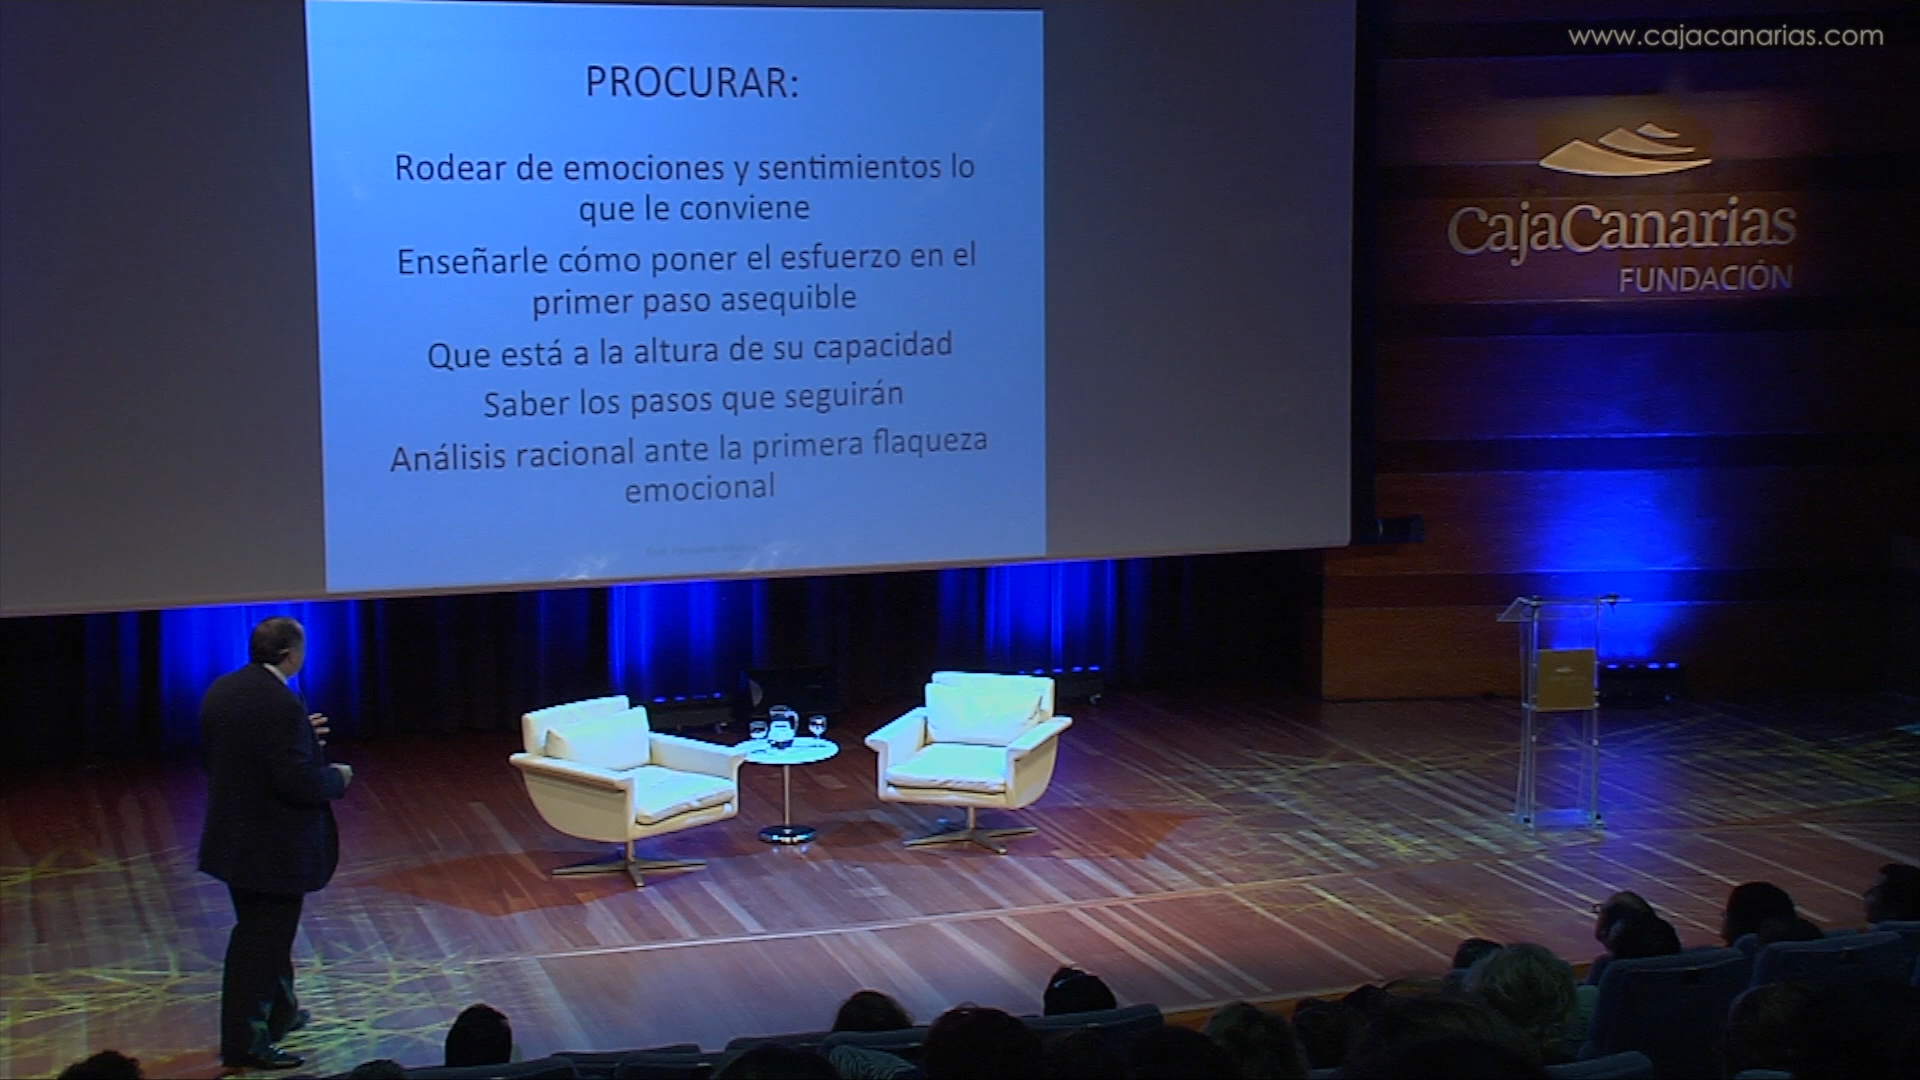 www.cajacanarias.com
PROCURAR:
Rodear de emociones y sentimientos lo
que le conviene
Enseñarle cómo poner el esfuerzo en el
primer paso asequible
Que está a la altura de su capacidad
Saber los pasos que seguirán
Análisis racional ante la primera flaqueza
emocional
CajaCanarias
FUNDACIÓN